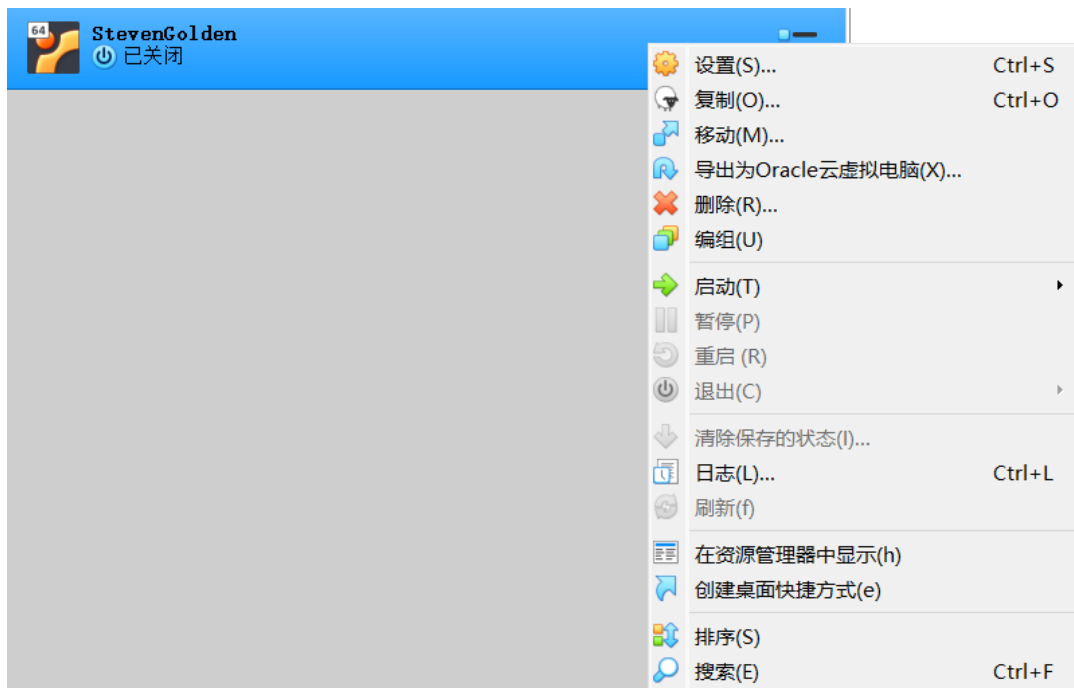 64
StevenGolden
已关闭
设置(S)... Ctrl+S
复制(O)... Ctrl+O
移动(M)...
导出为Oracle云虚拟电脑(X)...
删除(R)...
编组(U)
启动(T)
暂停(P)
重启 (R)
退出(C)
清除保存的状态(I)...
日志(L)... Ctrl+L
刷新(f)
在资源管理器中显示(h)
创建桌面快捷方式(e)
排序(S)
搜索(E) Ctrl+F